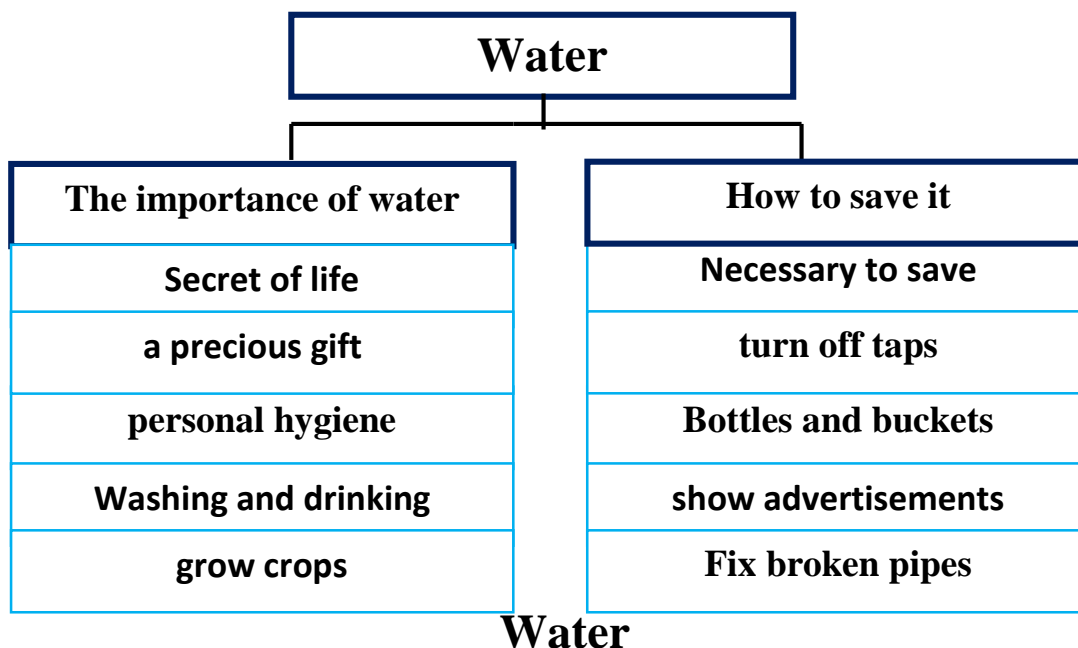 Water
The importance of water
Secret of life
a precious gift
personal hygiene
Washing and drinking
grow crops
How to save it
Necessary to save
turn off taps
Bottles and buckets
show advertisements
Fix broken pipes
Water